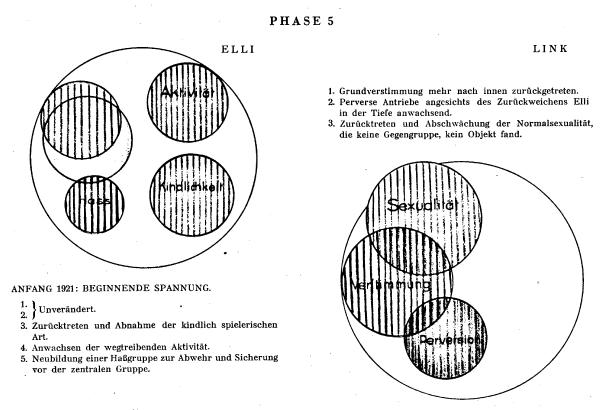 PHASE 5
ELLI
Aktivität
Kindlichkeit
Hass
ANFANG 1921: BEGINNENDE SPANNUNG.
1.
2. } Unverändert.
3. Zurücktreten und Abnahme der kindlich spielerischen
Art.
4. Anwachsen der wegtreibenden Aktivität.
5. Neubildung einer Haßgruppe zur Abwehr und Sicherung
vor der zentralen Gruppe.
LINK
1. Grundverstimmung mehr nach innen zurückgetreten.
2. Perverse Antriebe angesichts des Zurückweichens Elli
in der Tiefe anwachsend.
3. Zurücktreten und Abschwächung der Normalsexualität,
die keine Gegengruppe, kein Objekt fand.
Sexualität
Verstimmung
Perversion